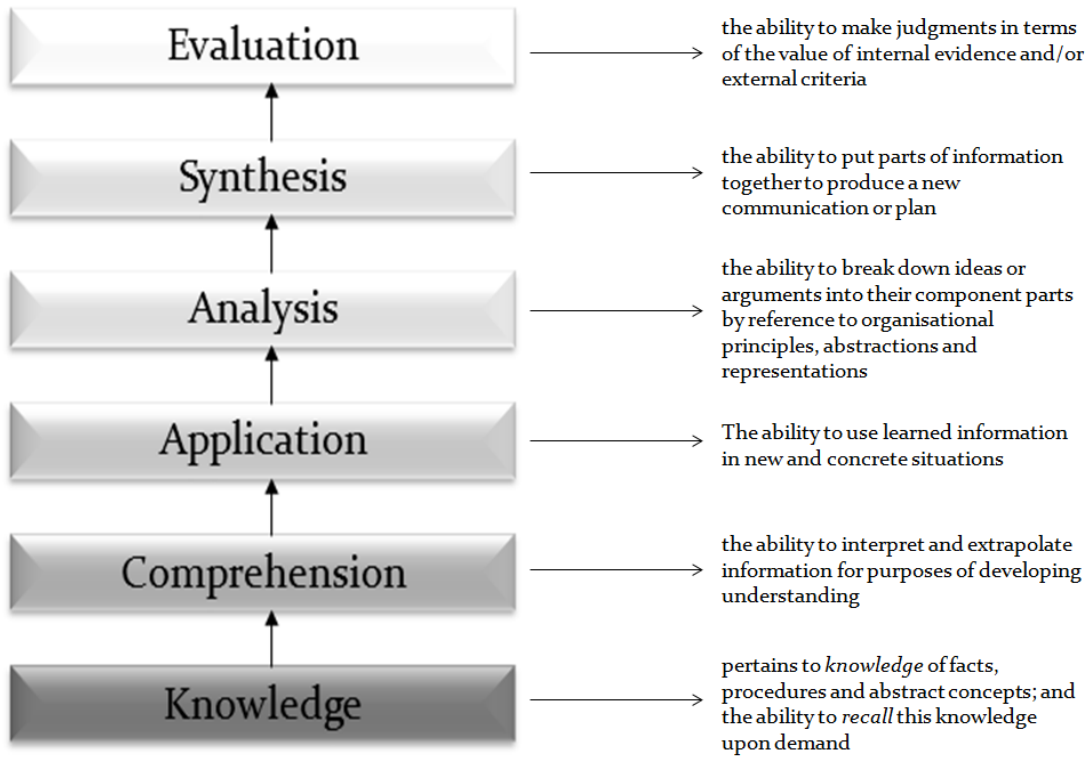 Evaluation
the ability to make judgments in terms
of the value of internal evidence and/or
external criteria
Synthesis
the ability to put parts of information
together to produce a new
communication or plan
Analysis
the ability to break down ideas or
arguments into their component parts
by reference to organisational
principles, abstractions and
representations
Application
The ability to use learned information
in new and concrete situations
Comprehension
the ability to interpret and extrapolate
information for purposes of developing
understanding
Knowledge
pertains to knowledge of facts,
procedures and abstract concepts; and
the ability to recall this knowledge
upon demand